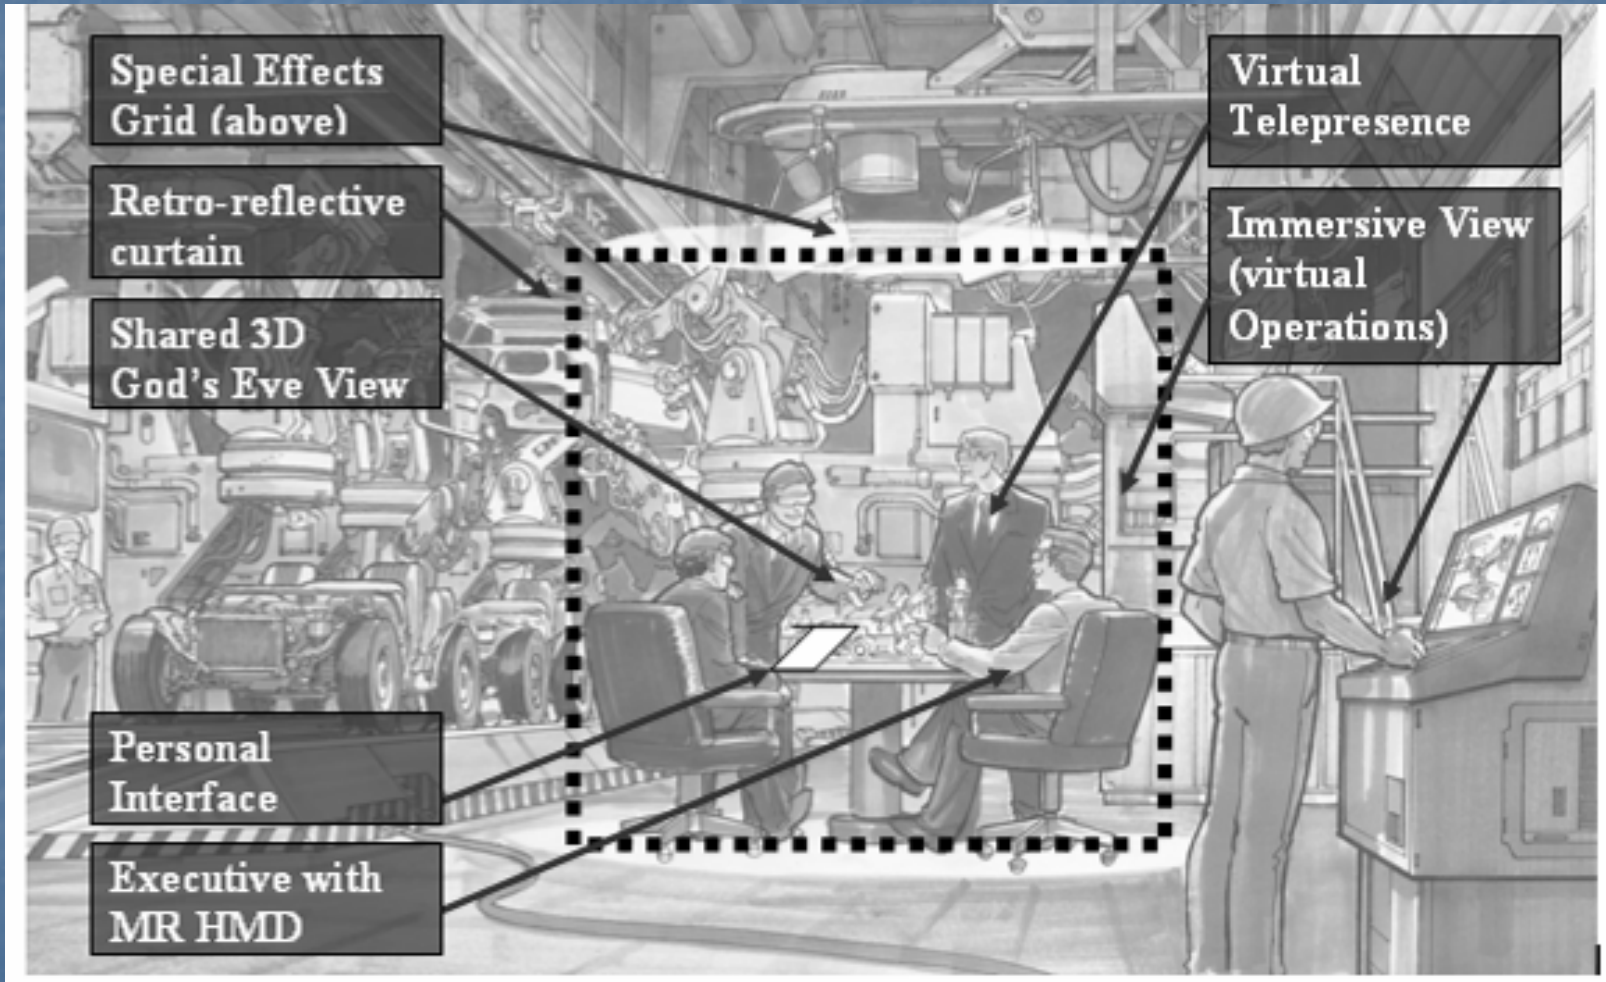 Special Effects
Grid (above)
Retro-reflective
curtain
Shared 3D
God's Eye View
Personal
Interface
Executive with
MR HMD
Virtual
Telepresence
Immersive View
(virtual
Operations)